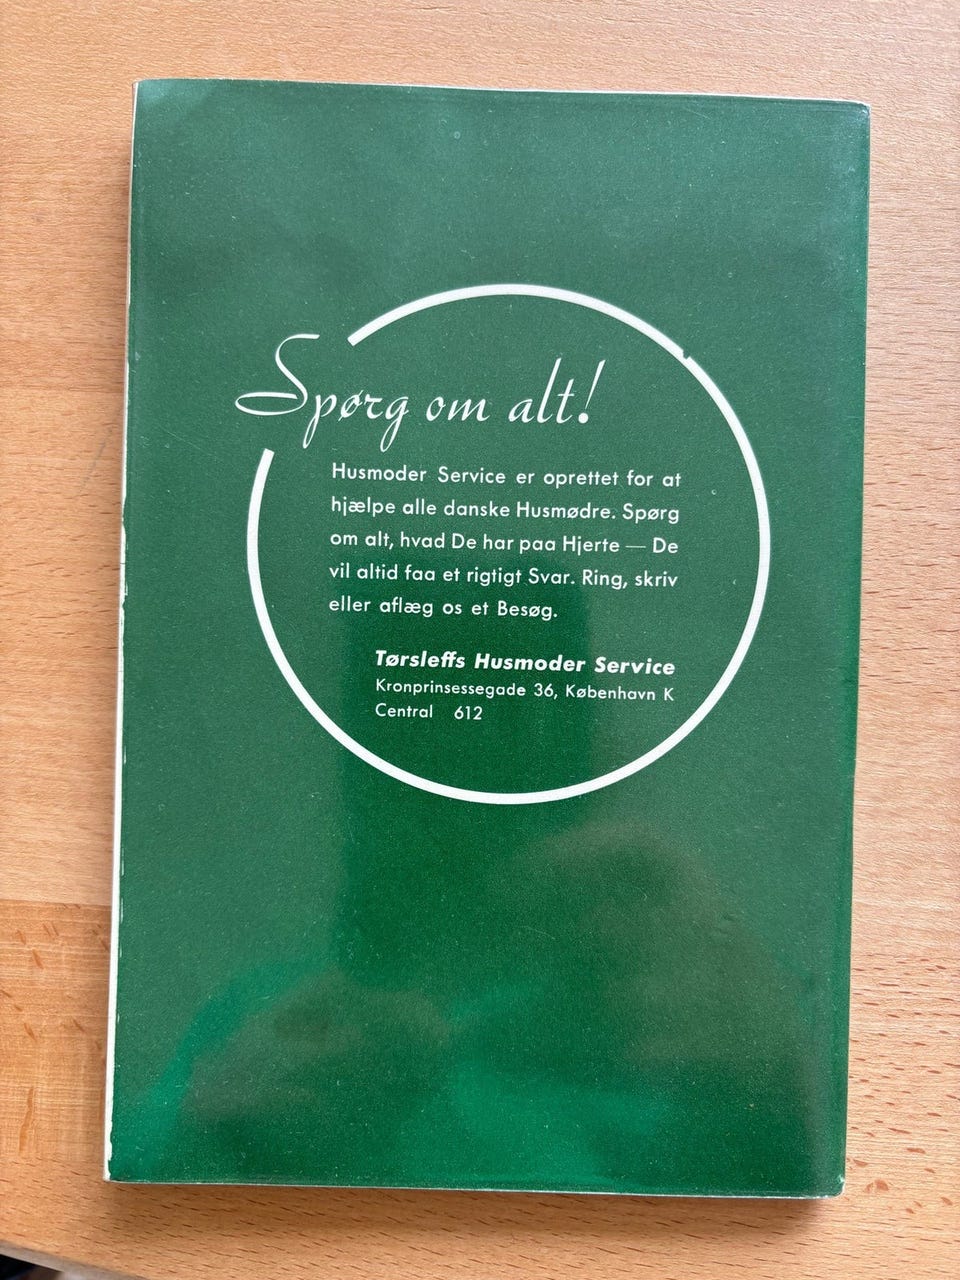 Spørg om alt!
Husmoder Service er oprettet for at
hjælpe alle danske Husmødre. Spørg
om alt, hvad De har paa Hjerte — De
vil altid faa et rigtigt Svar. Ring, skriv
eller aflæg os et Besøg.
Tørsleffs Husmoder Service
Kronprinsessegade 36, København K
Central 612